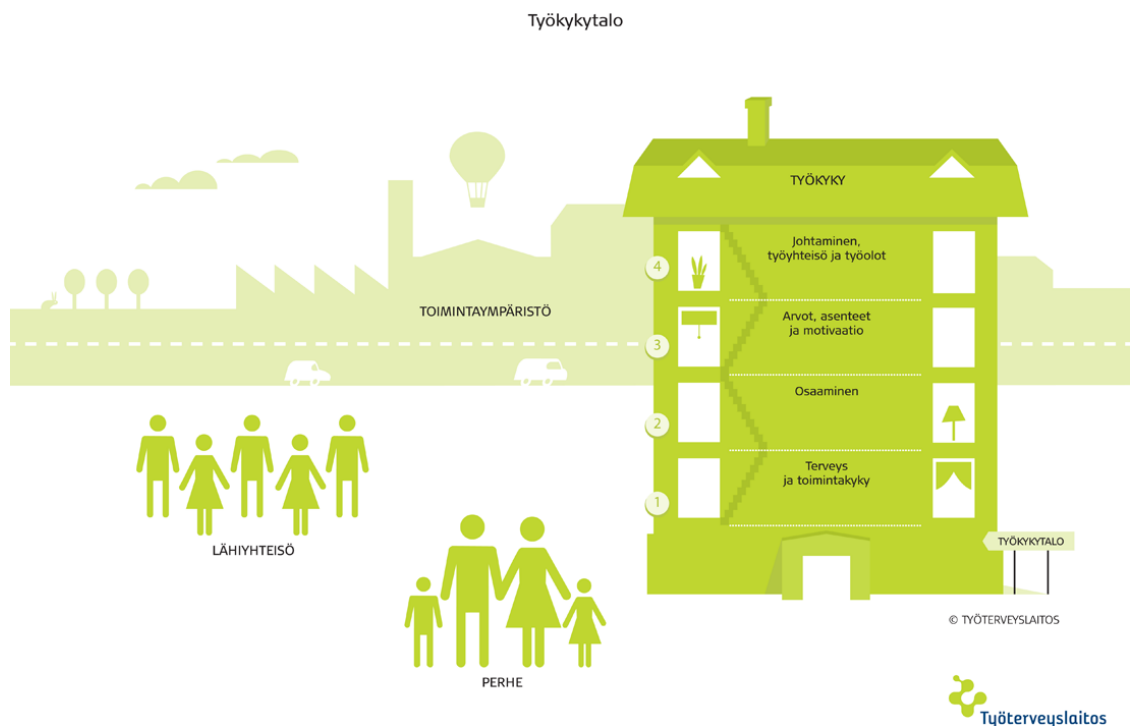 Työkykytalo
TYÖKYKY
4
Johtaminen,
työyhteisö ja työolot
3
Arvot, asenteet
ja motivaatio
2
Osaaminen
1
Terveys
ja toimintakyky
TOIMINTAYMPÄRISTÖ
LÄHIYHTEISÖ
PERHE
TYÖKYKYTALO
© TYÖTERVEYSLAITOS
Työterveyslaitos